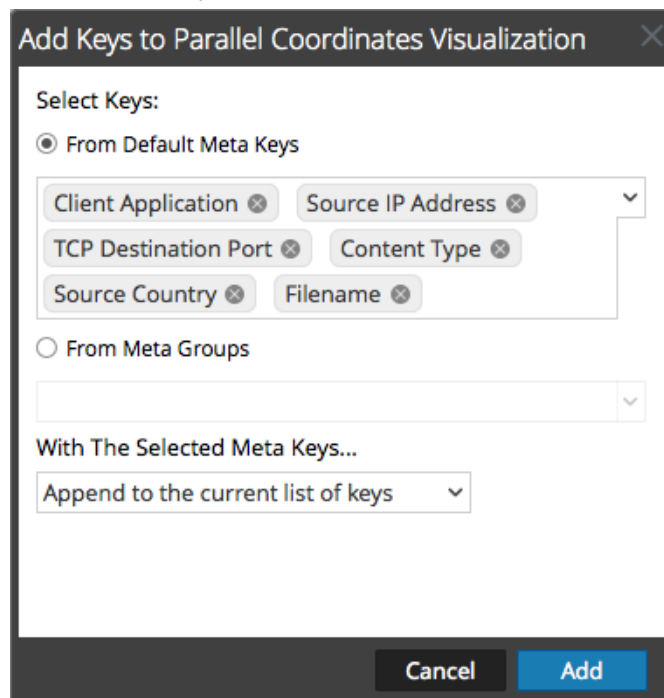 Add Keys to Parallel Coordinates Visualization
Select Keys:
From Default Meta Keys
Client Application Source IP Address
TCP Destination Port Content Type
Source Country Filename
From Meta Groups
With The Selected Meta Keys...
Append to the current list of keys
Cancel Add